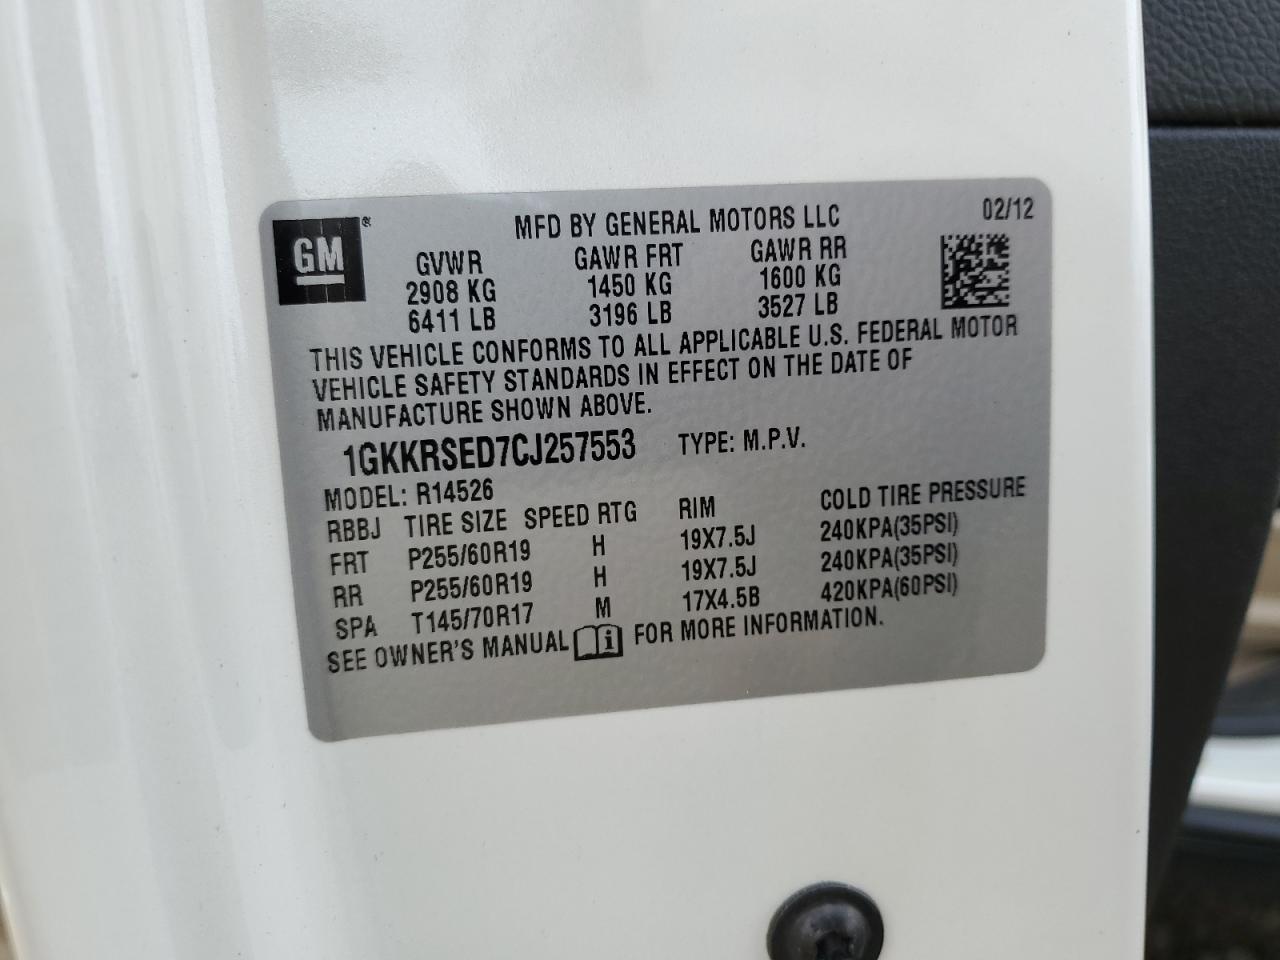 GM ®
MFD BY GENERAL MOTORS LLC 02/12
GVWR GAWR FRT GAWR RR
2908 KG 1450 KG 1600 KG
6411 LB 3196 LB 3527 LB
THIS VEHICLE CONFORMS TO ALL APPLICABLE U.S. FEDERAL MOTOR
VEHICLE SAFETY STANDARDS IN EFFECT ON THE DATE OF
MANUFACTURE SHOWN ABOVE.
1GKKRSED7CJ257553 TYPE: M.P.V.
MODEL: R14526
RBBJ TIRE SIZE SPEED RTG RIM COLD TIRE PRESSURE
FRT P255/60R19 H 19X7.5J 240KPA(35PSI)
RR P255/60R19 H 19X7.5J 240KPA(35PSI)
SPA T145/70R17 M 17X4.5B 420KPA(60PSI)
SEE OWNER'S MANUAL i FOR MORE INFORMATION.